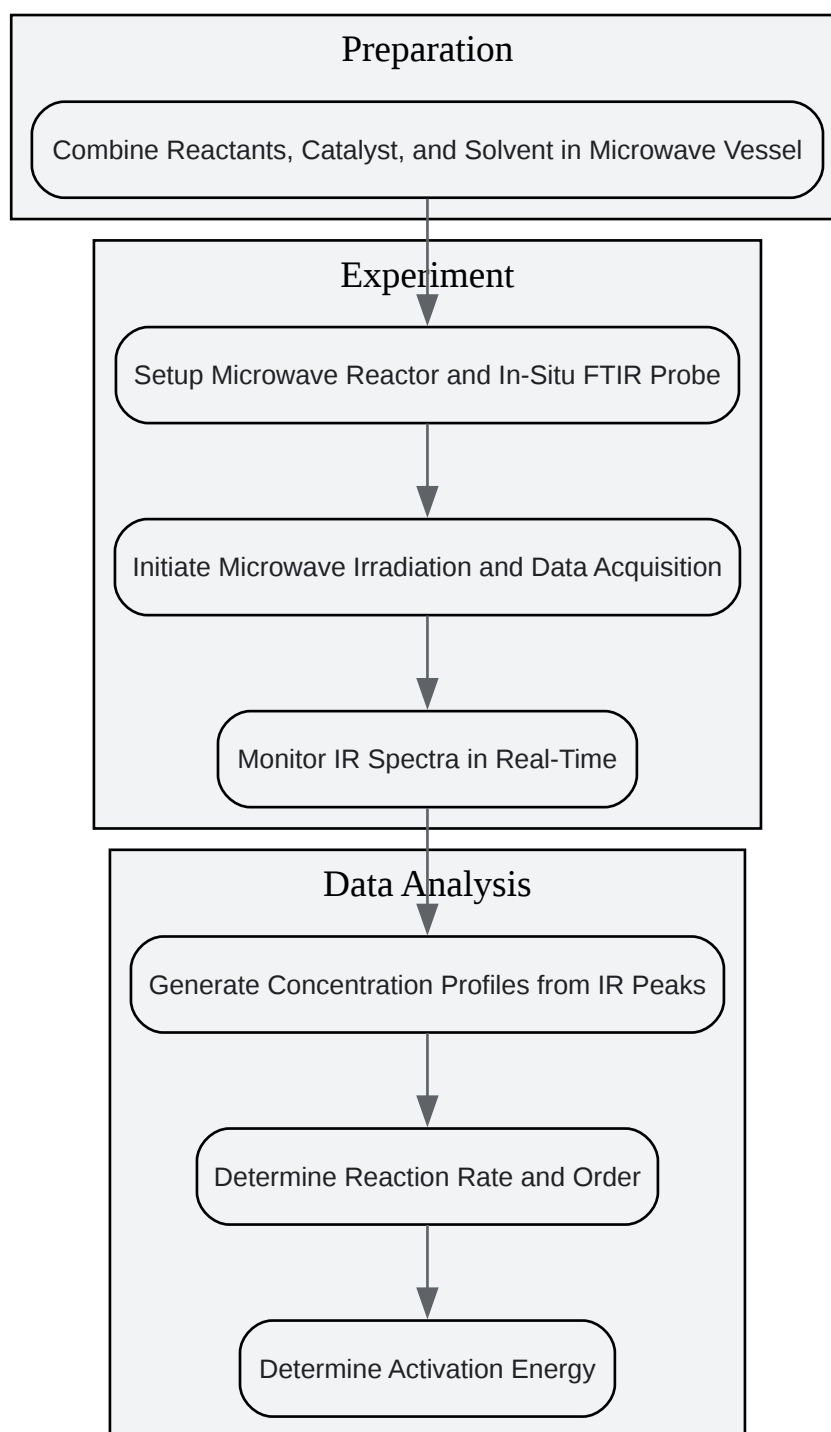 Preparation
Combine Reactants, Catalyst, and Solvent in Microwave Vessel
Experiment
Setup Microwave Reactor and In-Situ FTIR Probe
Initiate Microwave Irradiation and Data Acquisition
Monitor IR Spectra in Real-Time
Data Analysis
Generate Concentration Profiles from IR Peaks
Determine Reaction Rate and Order
Determine Activation Energy